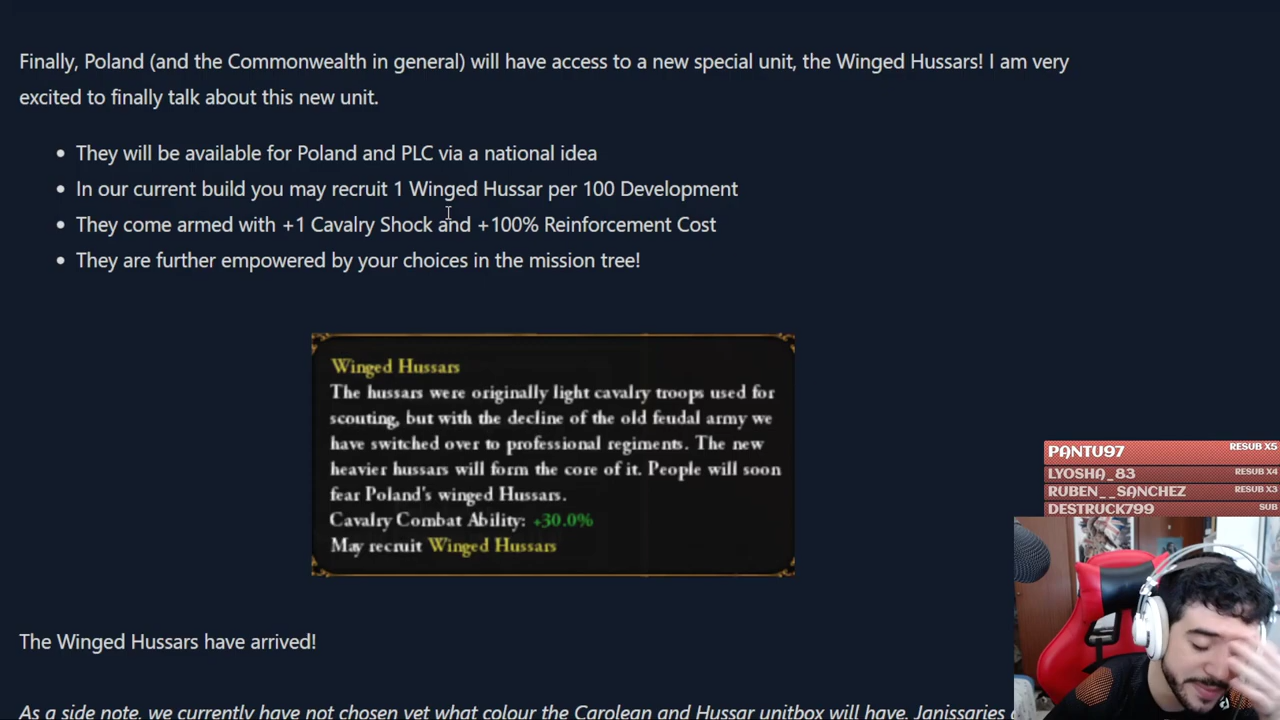 Finally, Poland (and the Commonwealth in general) will have access to a new special unit, the Winged Hussars! I am very
excited to finally talk about this new unit.
• They will be available for Poland and PLC via a national idea
• In our current build you may recruit 1 Winged Hussar per 100 Development
• They come armed with +1 Cavalry Shock and +100% Reinforcement Cost
• They are further empowered by your choices in the mission tree!
Winged Hussars
The hussars were originally light cavalry troops used for
scouting, but with the decline of the old feudal army we
have switched over to professional regiments. The new
heavier hussars will form the core of it. People will soon
fear Poland's winged Hussars.
Cavalry Combat Ability: +30.0%
May recruit Winged Hussars
PANTU97 RESUB X5
LYOSHA_83 RESUB X4
RUBEN__SANCHEZ RESUB X3
DESTRUCK799 SUB
The Winged Hussars have arrived!
As a side note, we currently have not chosen yet what colour the Carolean and Hussar unitbox will have. Janissaries